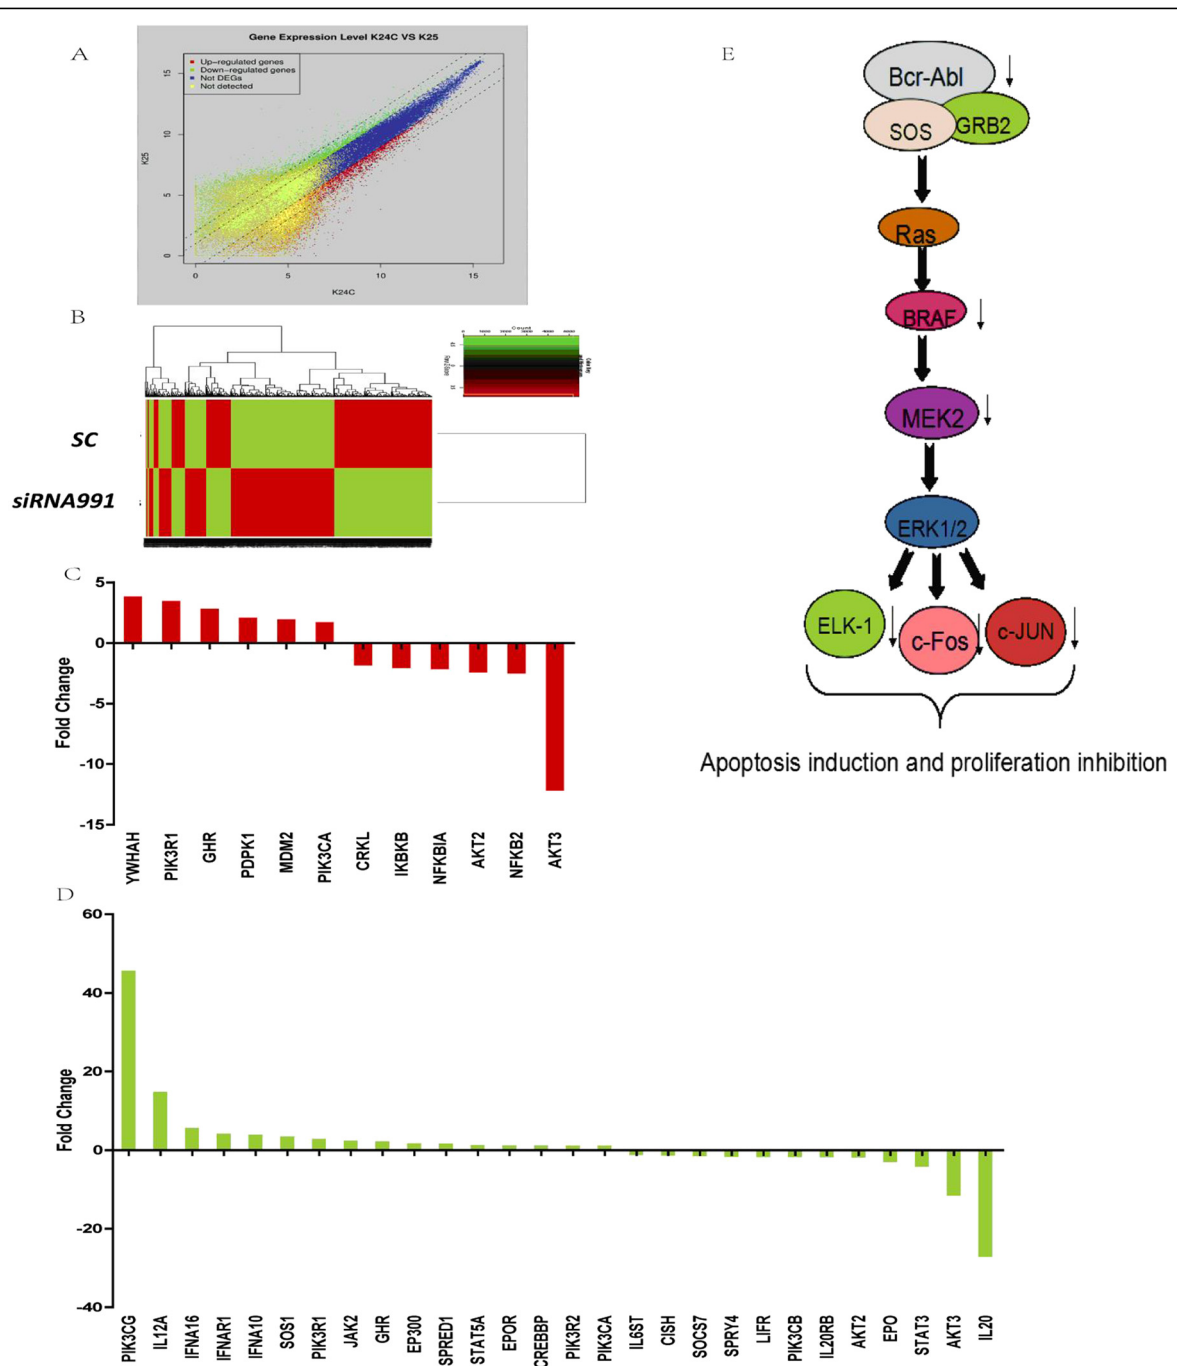 A
Gene Expression Level K24C VS K25
Up-regulated genes
Down-regulated genes
Not DEGs
Not detected
15
10
5
0
K25
0 5 10 15
K24C
B
Count
SC
siRNA991
C
5
0
-5
-10
-15
Fold Change
YWHAH
PIK3R1
GHR
PDPK1
MDM2
PIK3CA
CRKL
IKBKB
NFKBIA
AKT2
NFKB2
AKT3
D
60
40
20
0
-20
-40
Fold Change
PIK3CG
IL12A
IFNA16
IFNAR1
IFNA10
SOS1
PIK3R1
JAK2
GHR
EP300
SPRED1
STAT5A
EPOR
CREBBP
PIK3R2
PIK3CA
IL6ST
CISH
SOCS7
SPRY4
LIFR
PIK3CB
IL20RB
AKT2
EPO
STAT3
AKT3
IL20
E
Bcr-Abl
SOS
GRB2
Ras
BRAF
MEK2
ERK1/2
ELK-1
c-Fos
c-JUN
Apoptosis induction and proliferation inhibition